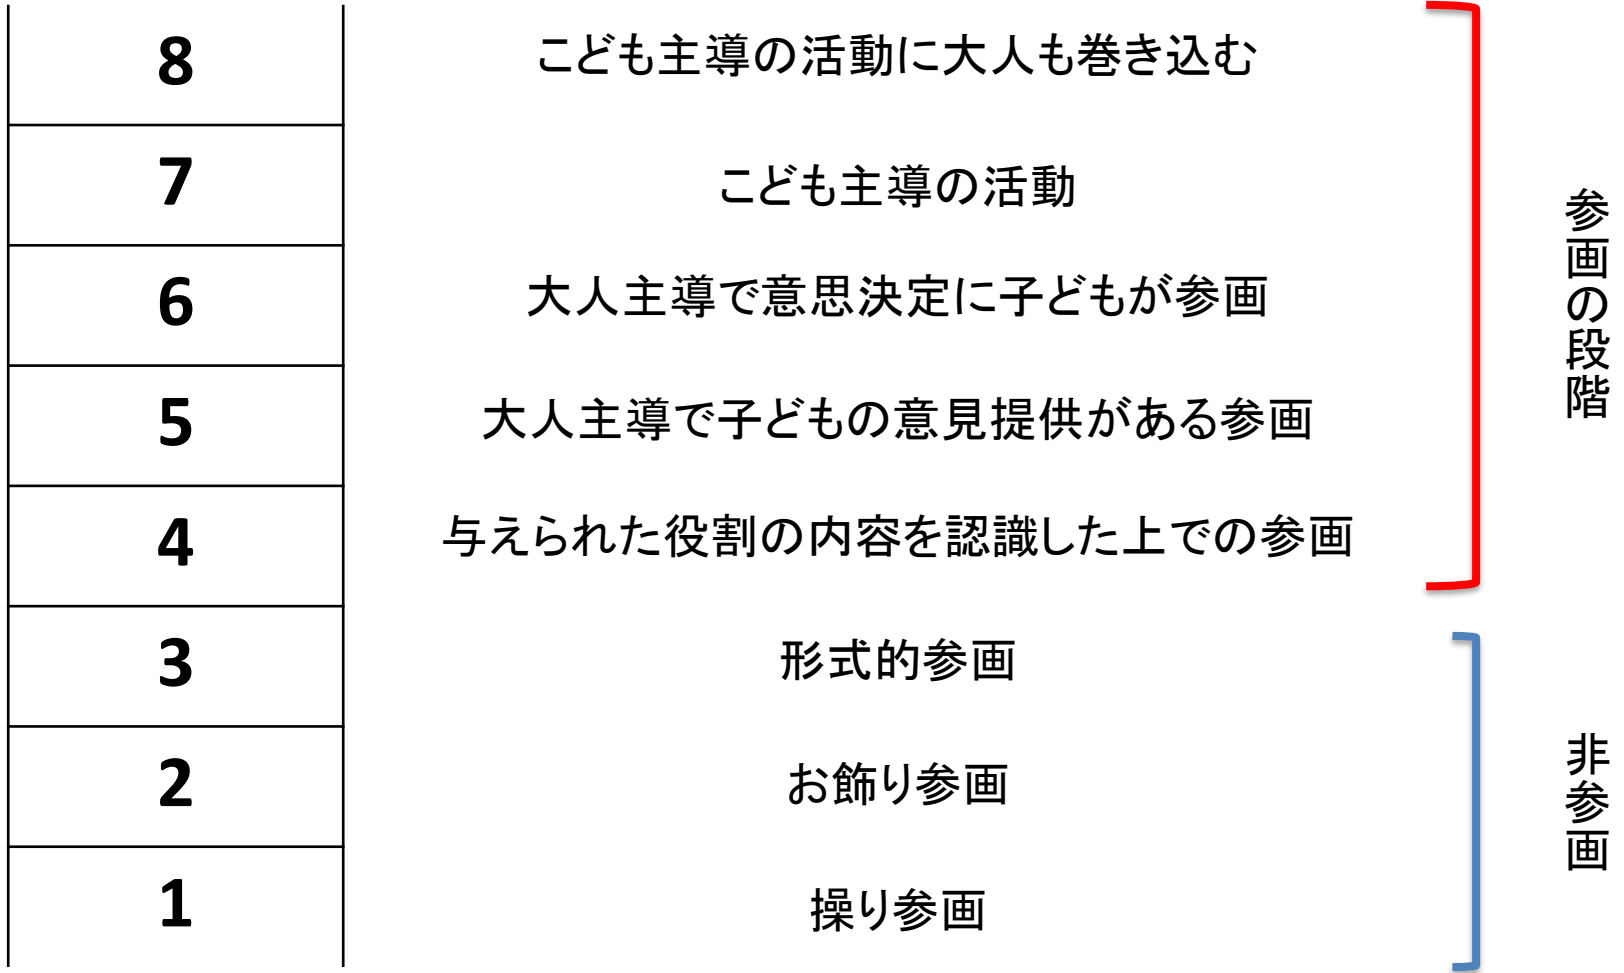 8 こども主導の活動に大人も巻き込む
7 こども主導の活動
6 大人主導で意思決定に子どもが参画
5 大人主導で子どもの意見提供がある参画
4 与えられた役割の内容を認識した上での参画
3 形式的参画
2 お飾り参画
1 操り参画
参画の段階
非参画